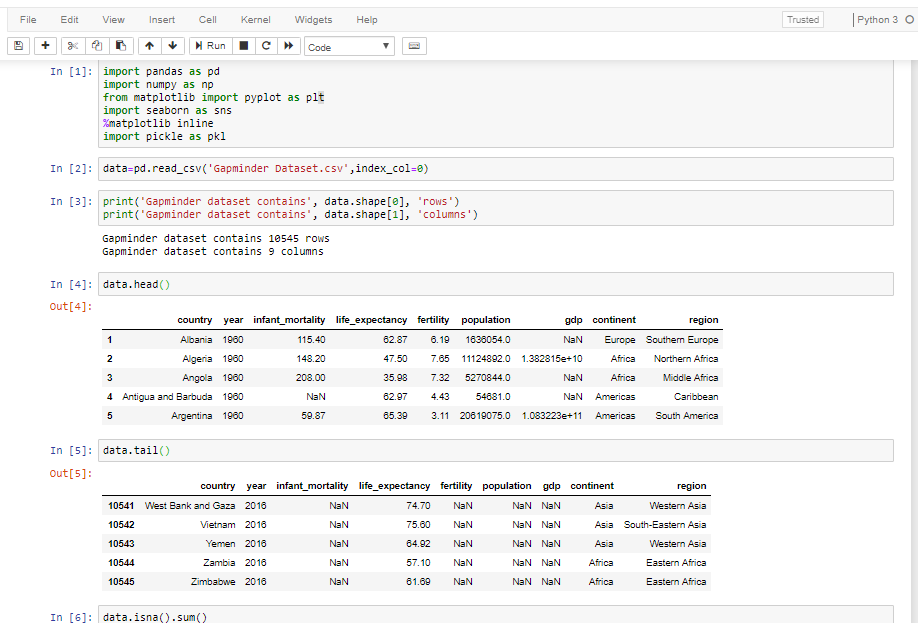 File Edit View Insert Cell Kernel Widgets Help Trusted Python 3
Run Code
In [1]: import pandas as pd
import numpy as np
from matplotlib import pyplot as plt
import seaborn as sns
%matplotlib inline
import pickle as pkl
In [2]: data=pd.read_csv('Gapminder Dataset.csv',index_col=0)
In [3]: print('Gapminder dataset contains', data.shape[0], 'rows')
print('Gapminder dataset contains', data.shape[1], 'columns')
Gapminder dataset contains 10545 rows
Gapminder dataset contains 9 columns
In [4]: data.head()
Out[4]:
country year infant_mortality life_expectancy fertility population gdp continent region
1 Albania 1960 115.40 62.87 6.19 1636054.0 NaN Europe Southern Europe
2 Algeria 1960 148.20 47.50 7.65 11124892.0 1.382815e+10 Africa Northern Africa
3 Angola 1960 208.00 35.98 7.32 5270844.0 NaN Africa Middle Africa
4 Antigua and Barbuda 1960 NaN 62.97 4.43 54681.0 NaN Americas Caribbean
5 Argentina 1960 59.87 65.39 3.11 20619075.0 1.083223e+11 Americas South America
In [5]: data.tail()
Out[5]:
country year infant_mortality life_expectancy fertility population gdp continent region
10541 West Bank and Gaza 2016 NaN 74.70 NaN NaN NaN Asia Western Asia
10542 Vietnam 2016 NaN 75.60 NaN NaN NaN Asia South-Eastern Asia
10543 Yemen 2016 NaN 64.92 NaN NaN NaN Asia Western Asia
10544 Zambia 2016 NaN 57.10 NaN NaN NaN Africa Eastern Africa
10545 Zimbabwe 2016 NaN 61.69 NaN NaN NaN Africa Eastern Africa
In [6]: data.isna().sum()